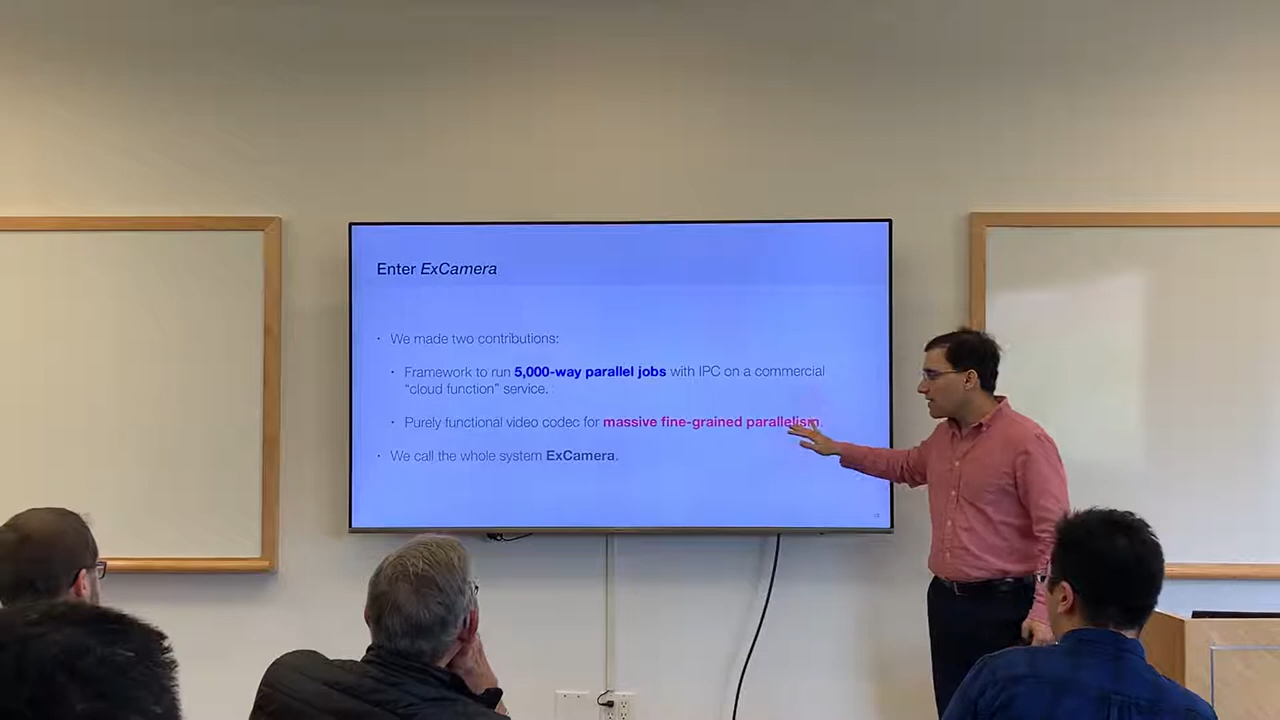 Enter ExCamera
· We made two contributions:
· Framework to run 5,000-way parallel jobs with IPC on a commercial
"cloud function" service.
· Purely functional video codec for massive fine-grained parallelism.
· We call the whole system ExCamera.